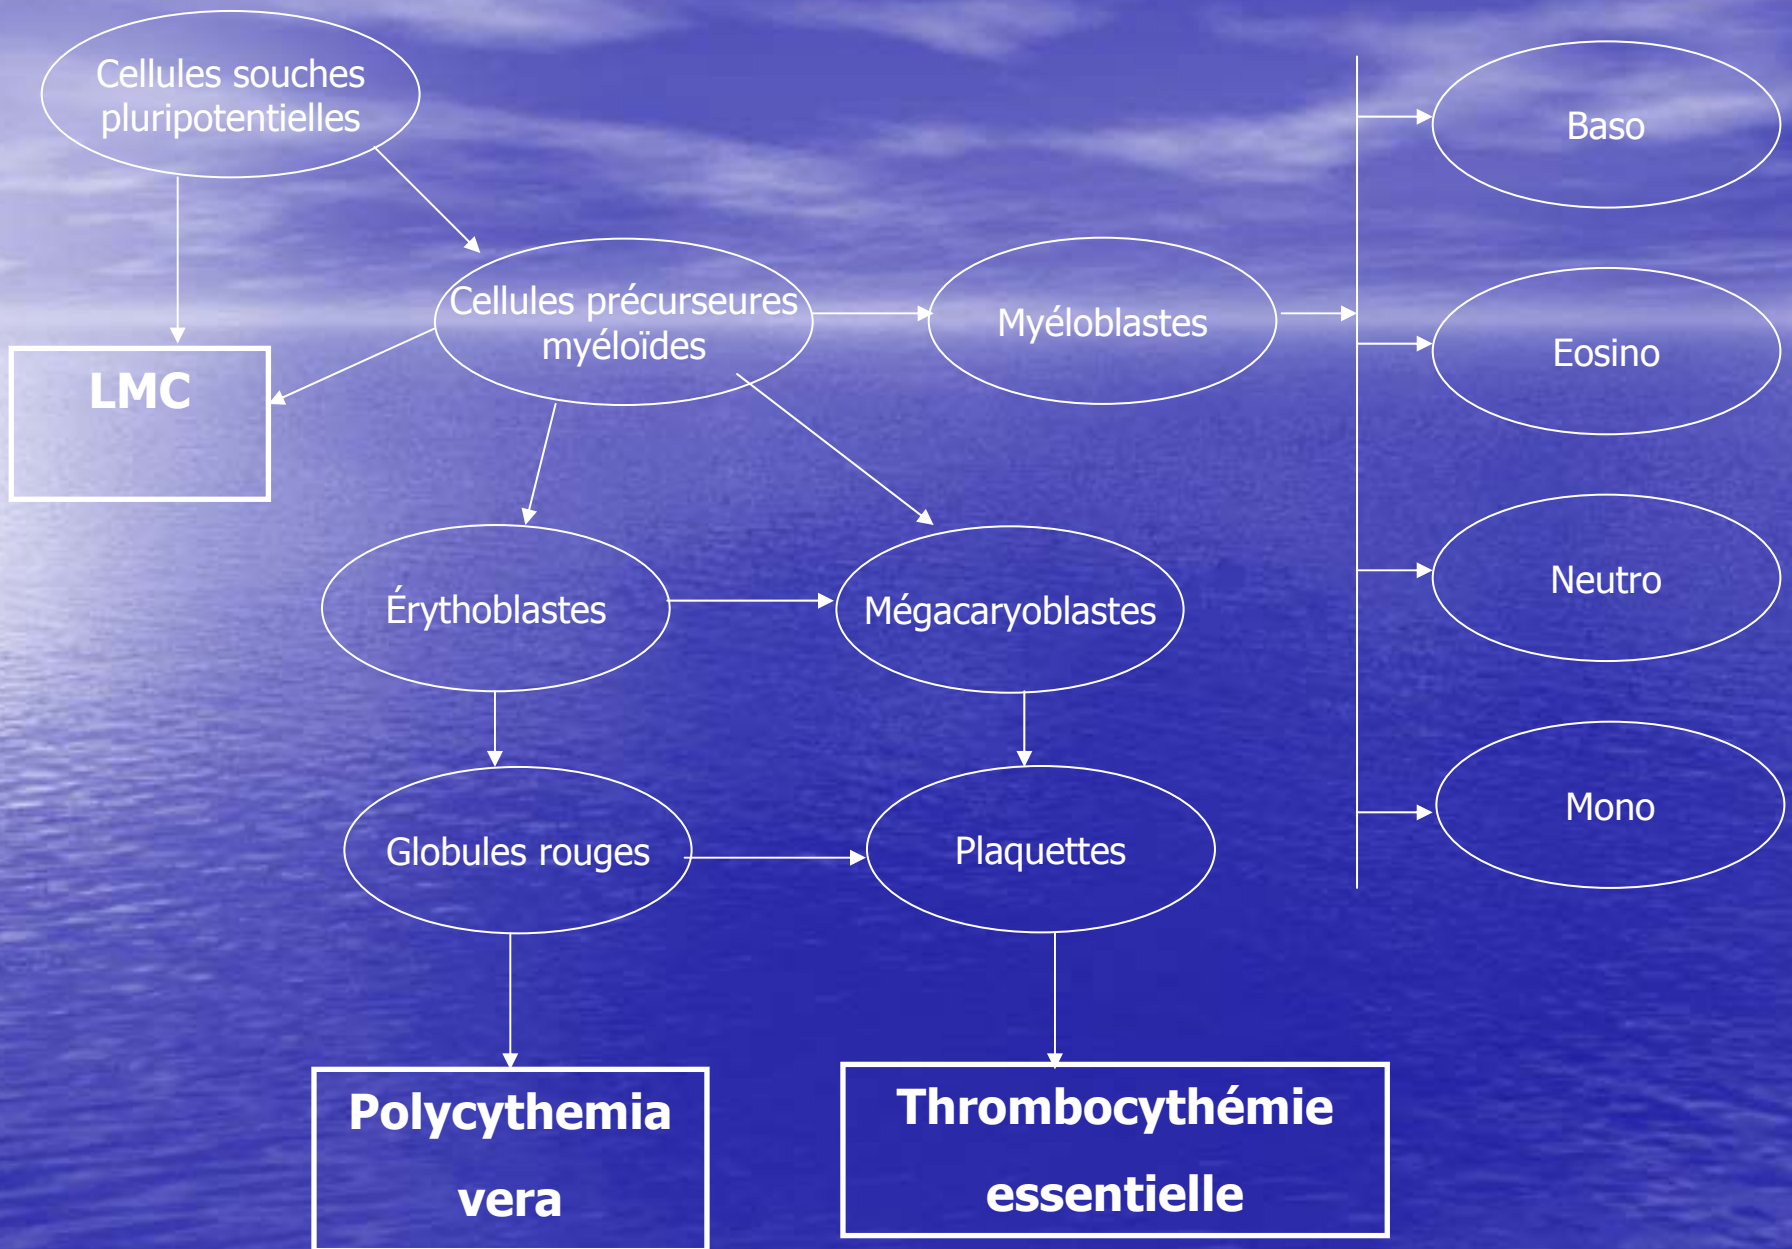 Cellules souches
pluripotentielles
Baso
Cellules précurseures
myéloïdes
Myéloblastes
Eosino
LMC
Érythoblastes
Mégacaryoblastes
Neutro
Globules rouges
Plaquettes
Mono
Polycythemia
vera
Thrombocythémie
essentielle